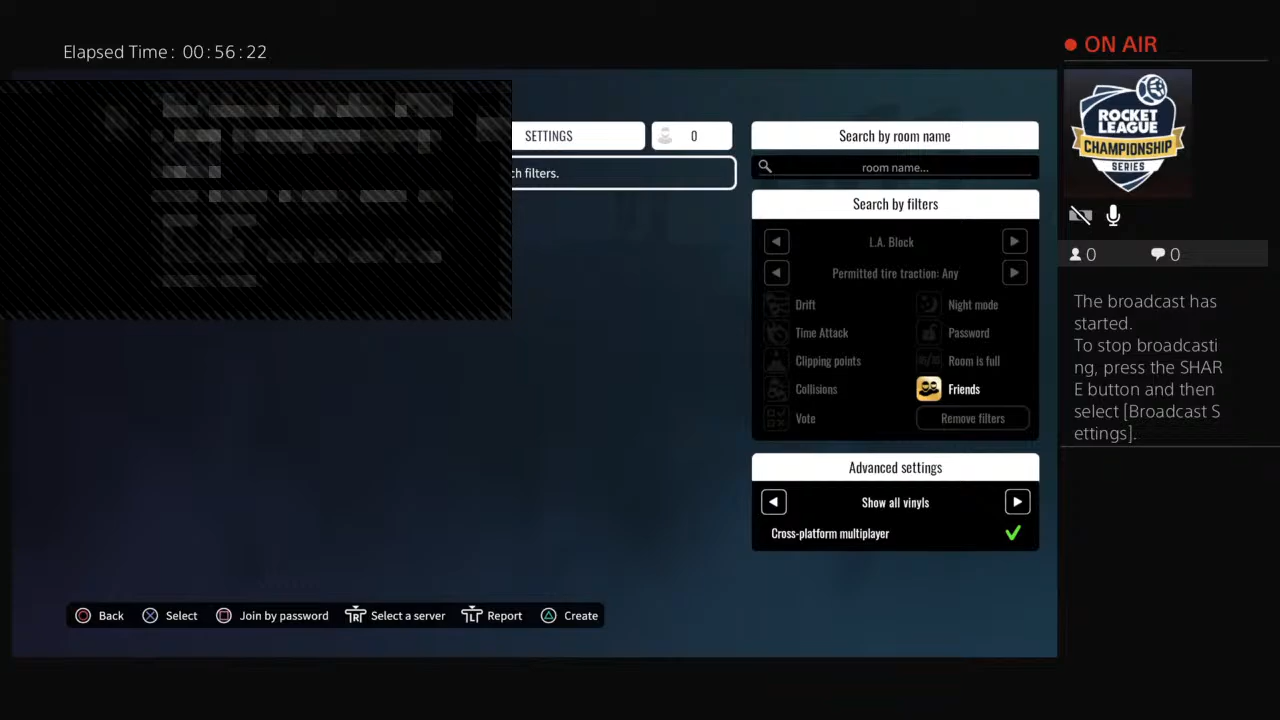 Elapsed Time: 00:56:22
ON AIR
ROCKET
LEAGUE
CHAMPIONSHIP
SERIES
SETTINGS
0
ch filters.
Search by room name
room name...
Search by filters
L.A. Block
Permitted tire traction: Any
Drift
Night mode
Time Attack
Password
Clipping points
Room is full
Collisions
Friends
Vote
Remove filters
Advanced settings
Show all vinyls
Cross-platform multiplayer
0
0
The broadcast has
started.
To stop broadcasti
ng, press the SHAR
E button and then
select [Broadcast S
ettings].
Back
Select
Join by password
R
Select a server
L
Report
Create